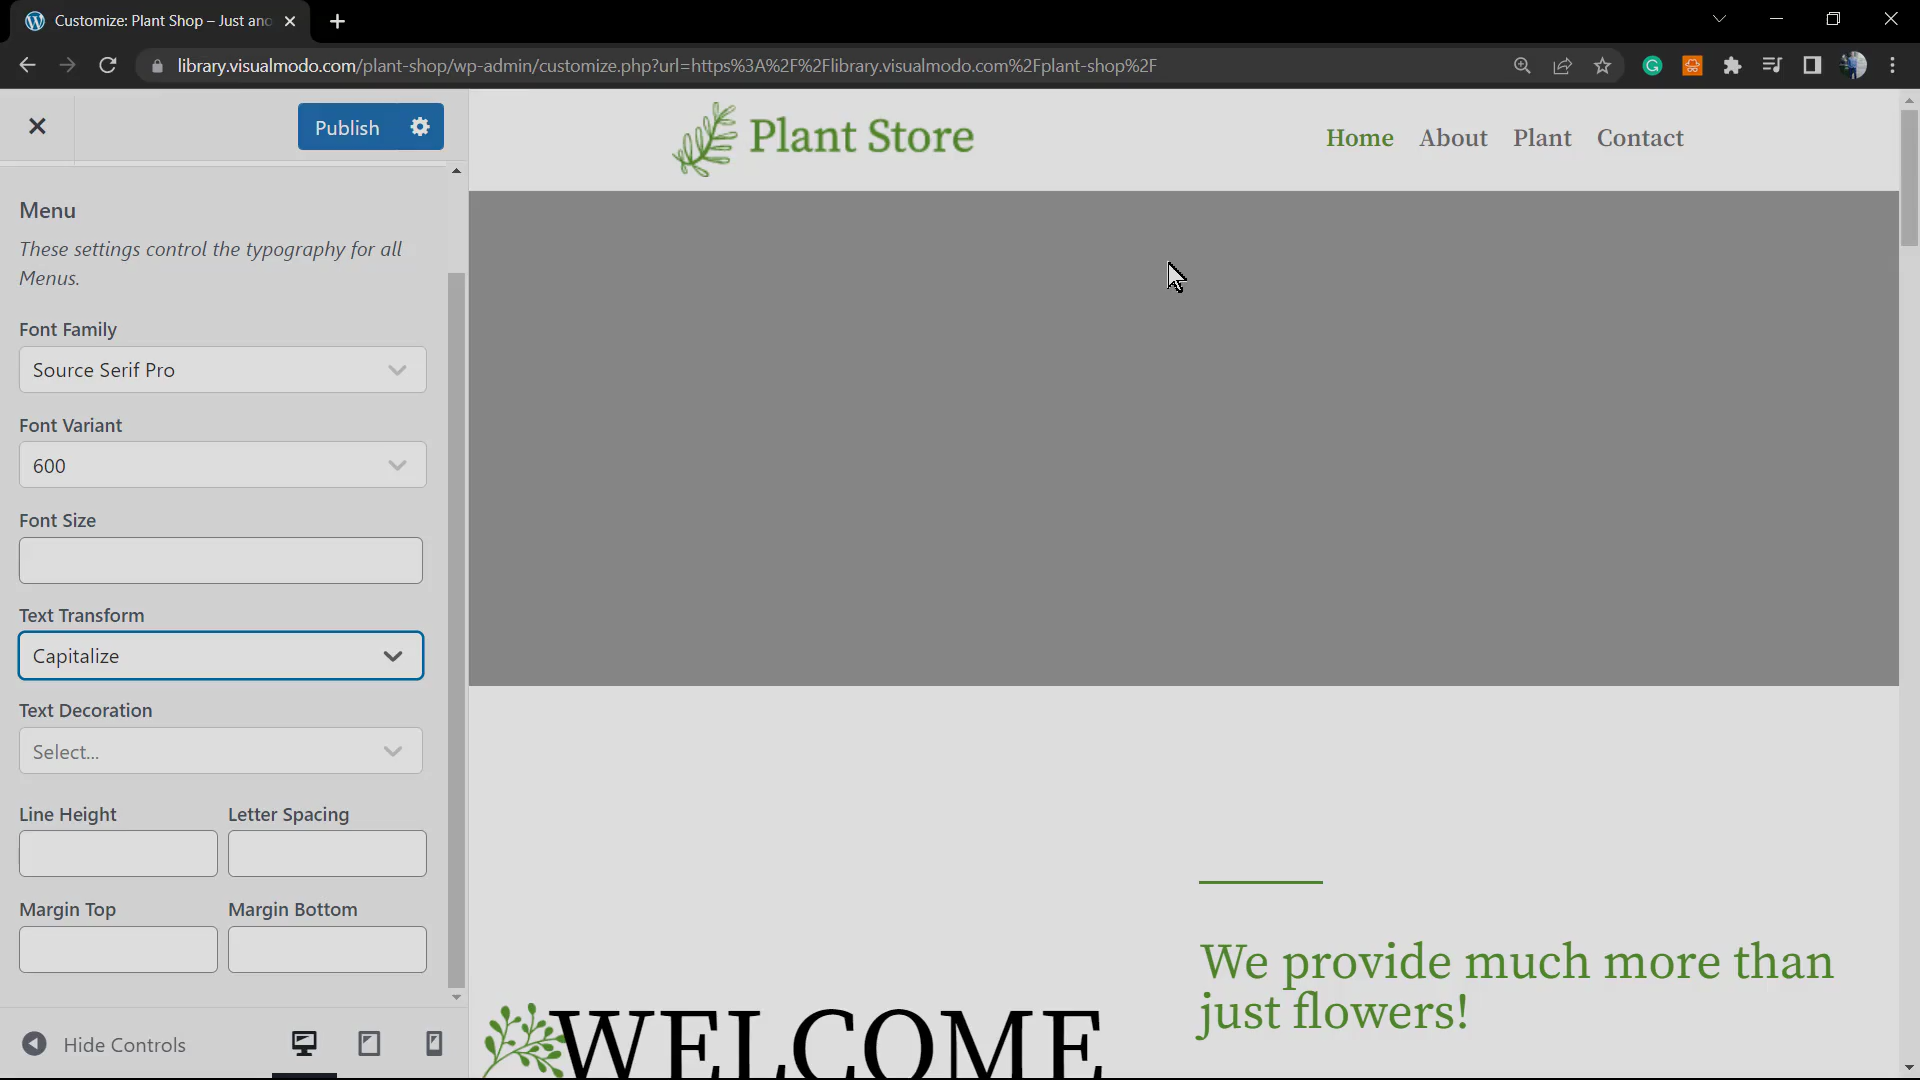 Customize: Plant Shop – Just ano
library.visualmodo.com/plant-shop/wp-admin/customize.php?url=https%3A%2F%2Flibrary.visualmodo.com%2Fplant-shop%2F
Publish
Plant Store
Home About Plant Contact
Menu
These settings control the typography for all
Menus.
Font Family
Source Serif Pro
Font Variant
600
Font Size
Text Transform
Capitalize
Text Decoration
Select...
Line Height Letter Spacing
Margin Top Margin Bottom
Hide Controls
We provide much more than
just flowers!
WELCOME